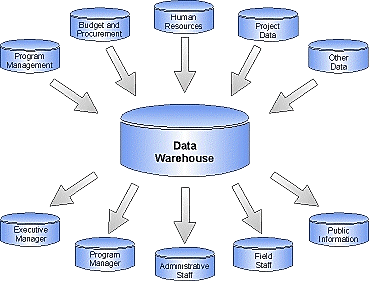 Human
Resources
Budget and
Procurement
Project
Data
Program
Management
Other
Data
Data
Warehouse
Executive
Manager
Program
Manager
Administrative
Staff
Field
Staff
Public
Information